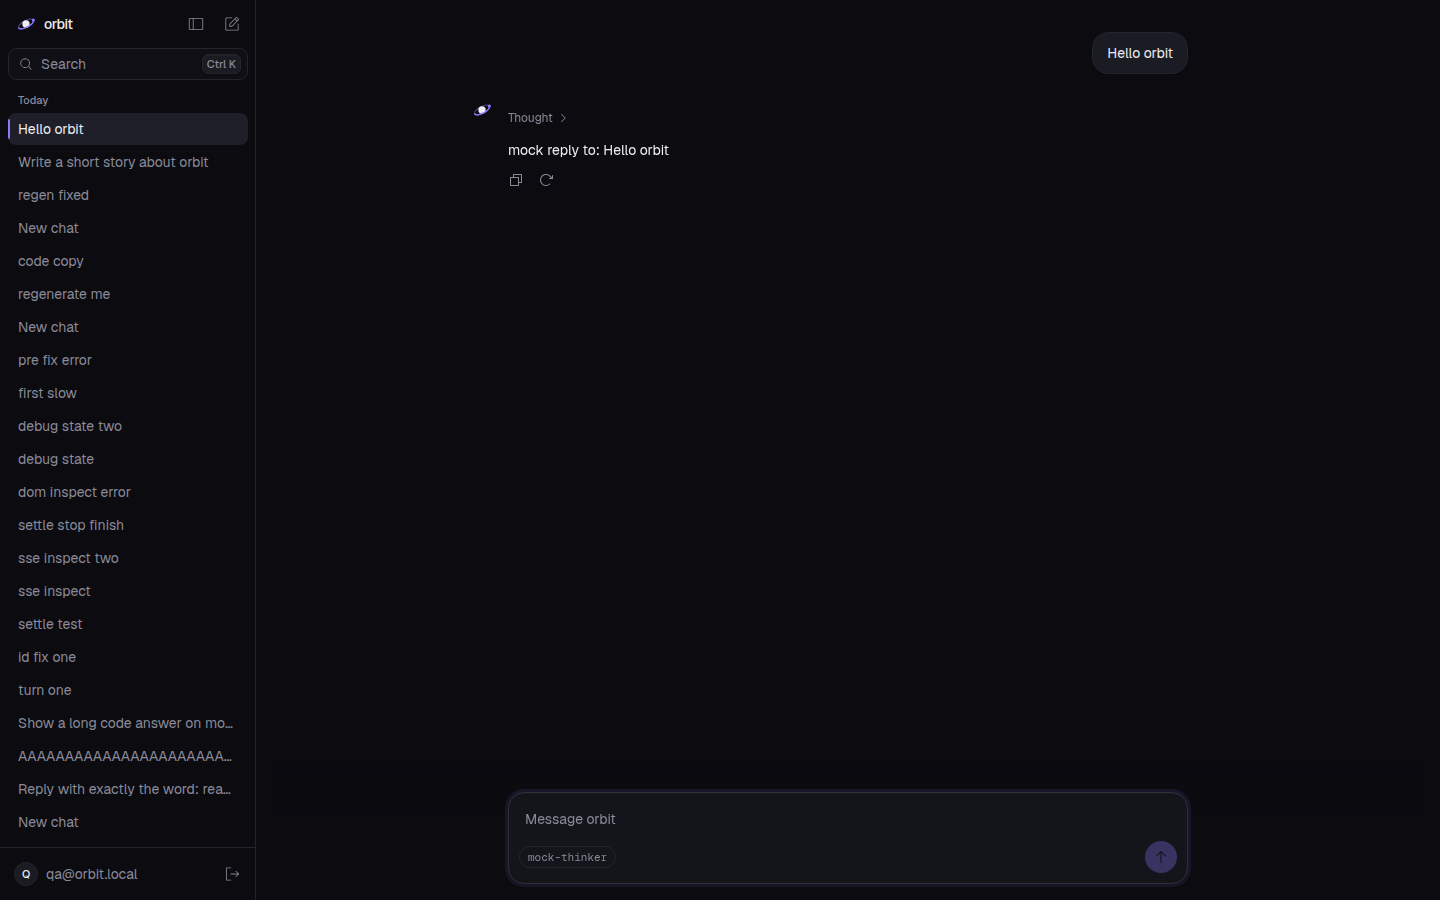 orbit
Search
Ctrl K
Today
Hello orbit
Write a short story about orbit
regen fixed
New chat
code copy
regenerate me
New chat
pre fix error
first slow
debug state two
debug state
dom inspect error
settle stop finish
sse inspect two
sse inspect
settle test
id fix one
turn one
Show a long code answer on mo...
AAAAAAAAAAAAAAAAAAAAAA...
Reply with exactly the word: rea...
New chat
Q
qa@orbit.local
Hello orbit
Thought
mock reply to: Hello orbit
Message orbit
mock-thinker